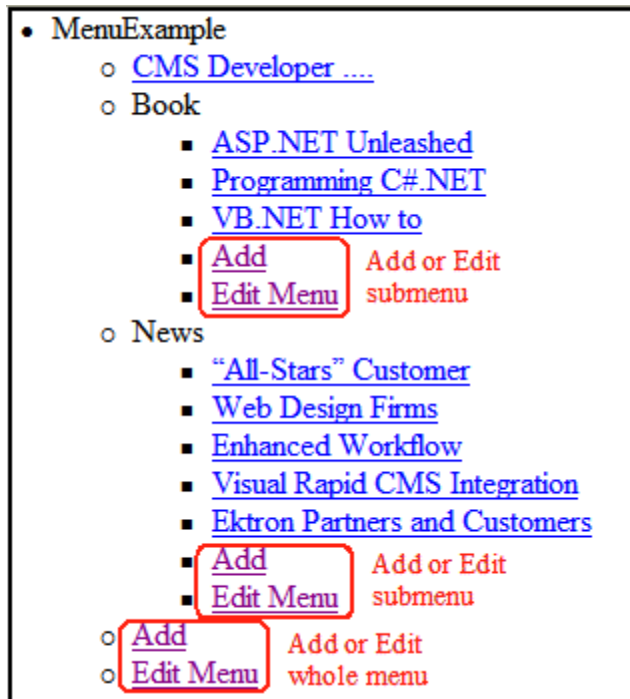 MenuExample
CMS Developer ....
Book
ASP.NET Unleashed
Programming C#.NET
VB.NET How to
Add
Edit Menu
Add or Edit
submenu
News
“All-Stars” Customer
Web Design Firms
Enhanced Workflow
Visual Rapid CMS Integration
Ektron Partners and Customers
Add
Edit Menu
Add or Edit
submenu
Add
Edit Menu
Add or Edit
whole menu